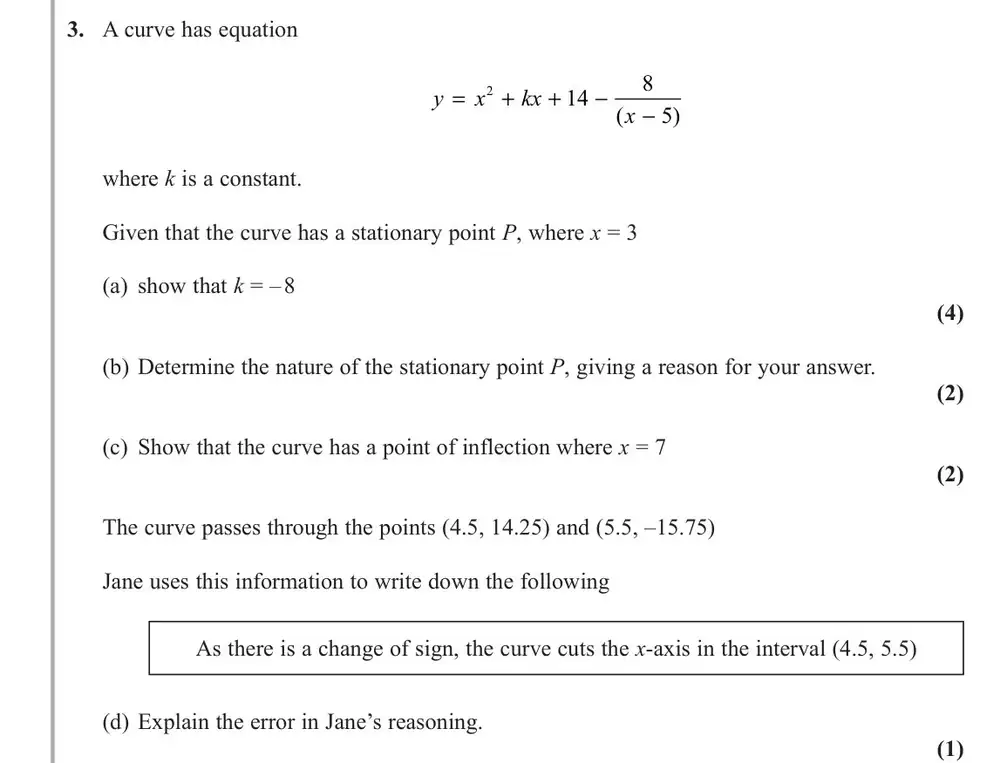 3. A curve has equation
y = x² + kx + 14 − 8/(x − 5)
where k is a constant.
Given that the curve has a stationary point P, where x = 3
(a) show that k = –8
(4)
(b) Determine the nature of the stationary point P, giving a reason for your answer.
(2)
(c) Show that the curve has a point of inflection where x = 7
(2)
The curve passes through the points (4.5, 14.25) and (5.5, –15.75)
Jane uses this information to write down the following
As there is a change of sign, the curve cuts the x-axis in the interval (4.5, 5.5)
(d) Explain the error in Jane’s reasoning.
(1)